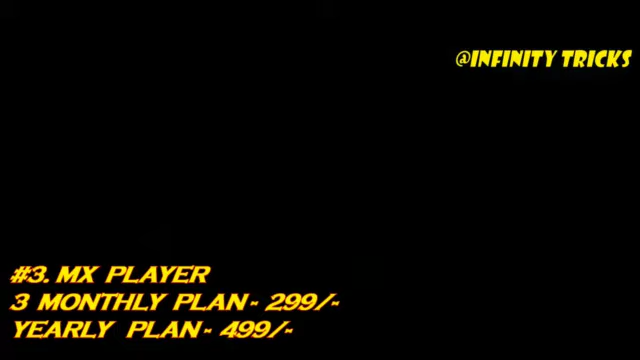 @INFINITY TRICKS
#3. MX PLAYER
3 MONTHLY PLAN - 299/-
YEARLY PLAN - 499/-